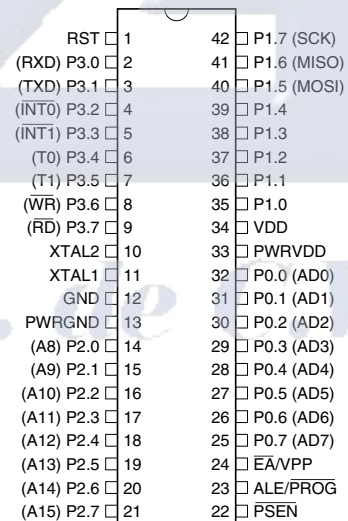 RST 1 42 P1.7 (SCK)
(RXD) P3.0 2 41 P1.6 (MISO)
(TXD) P3.1 3 40 P1.5 (MOSI)
(I̅N̅T̅0̅) P3.2 4 39 P1.4
(I̅N̅T̅1̅) P3.3 5 38 P1.3
(T0) P3.4 6 37 P1.2
(T1) P3.5 7 36 P1.1
(W̅R̅) P3.6 8 35 P1.0
(R̅D̅) P3.7 9 34 VDD
XTAL2 10 33 PWRVDD
XTAL1 11 32 P0.0 (AD0)
GND 12 31 P0.1 (AD1)
PWRGND 13 30 P0.2 (AD2)
(A8) P2.0 14 29 P0.3 (AD3)
(A9) P2.1 15 28 P0.4 (AD4)
(A10) P2.2 16 27 P0.5 (AD5)
(A11) P2.3 17 26 P0.6 (AD6)
(A12) P2.4 18 25 P0.7 (AD7)
(A13) P2.5 19 24 E̅A̅/VPP
(A14) P2.6 20 23 ALE/P̅R̅O̅G̅
(A15) P2.7 21 22 P̅S̅E̅N̅
de